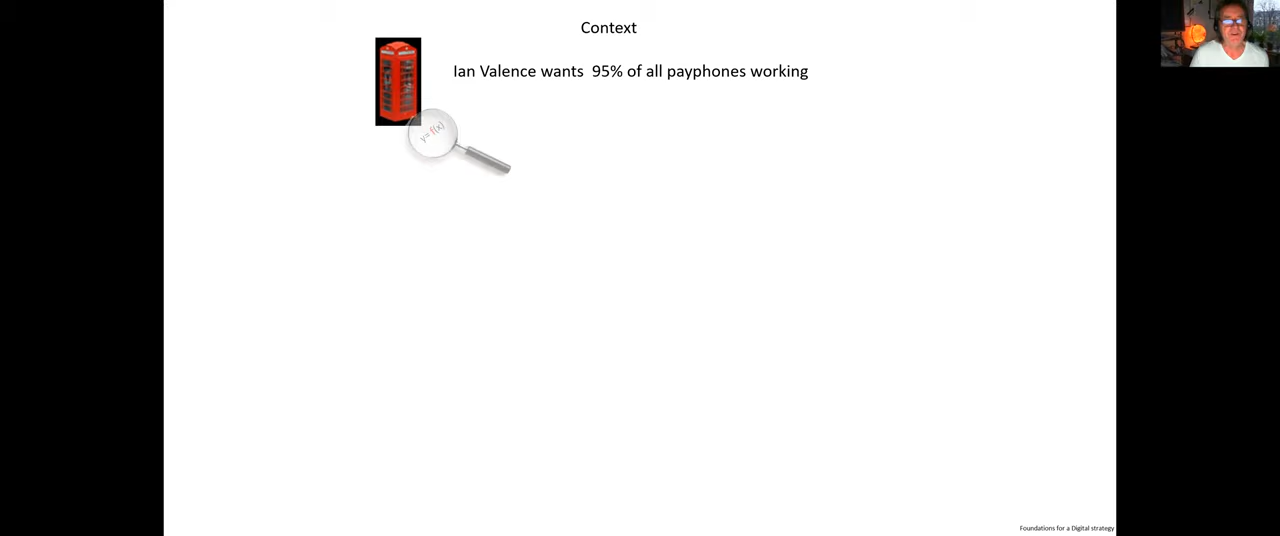 Context
Ian Valence wants 95% of all payphones working
y= f(x)
Foundations for a Digital strategy